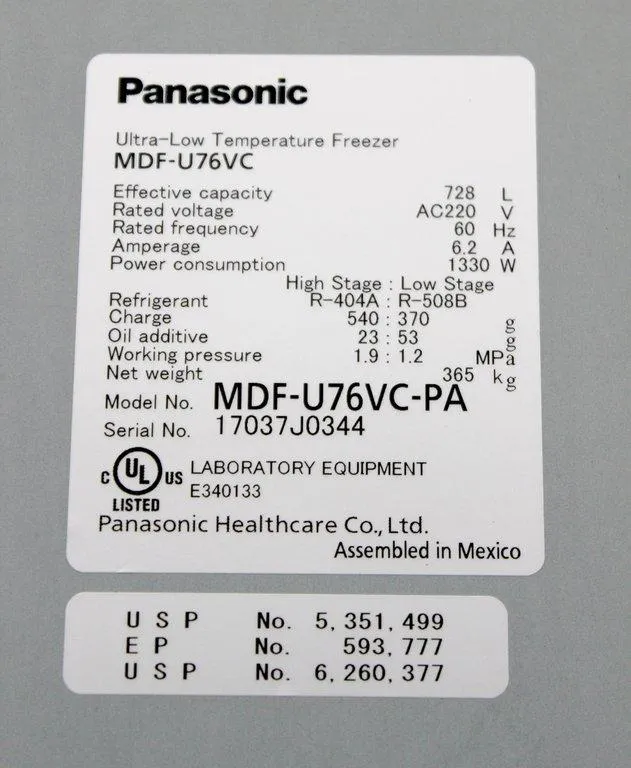 Panasonic
Ultra-Low Temperature Freezer
MDF-U76VC
Effective capacity 728 L
Rated voltage AC220 V
Rated frequency 60 Hz
Amperage 6.2 A
Power consumption 1330 W
High Stage : Low Stage
Refrigerant R-404A : R-508B
Charge 540 : 370 g
Oil additive 23 : 53 g
Working pressure 1.9 : 1.2 MPa
Net weight 365 kg
Model No. MDF-U76VC-PA
Serial No. 17037J0344
C UL US LABORATORY EQUIPMENT
E340133
LISTED
Panasonic Healthcare Co., Ltd.
Assembled in Mexico
USP No. 5,351,499
EP No. 593,777
USP No. 6,260,377